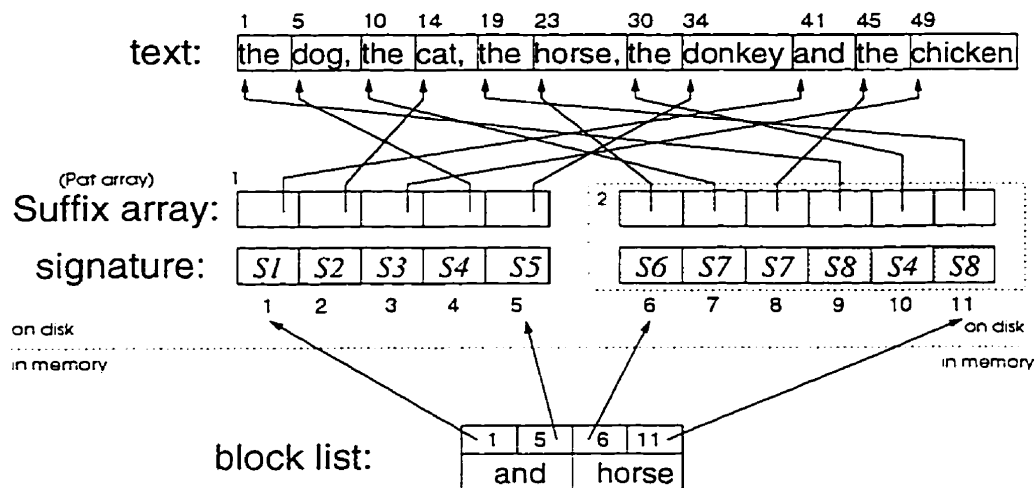 1 5 10 14 19 23 30 34 41 45 49
text: the dog, the cat, the horse, the donkey and the chicken
(Pat array) 1 2
Suffix array:
signature: S1 S2 S3 S4 S5 S6 S7 S7 S8 S4 S8
1 2 3 4 5 6 7 8 9 10 11
on disk on disk
in memory in memory
1 5 6 11
block list: and horse